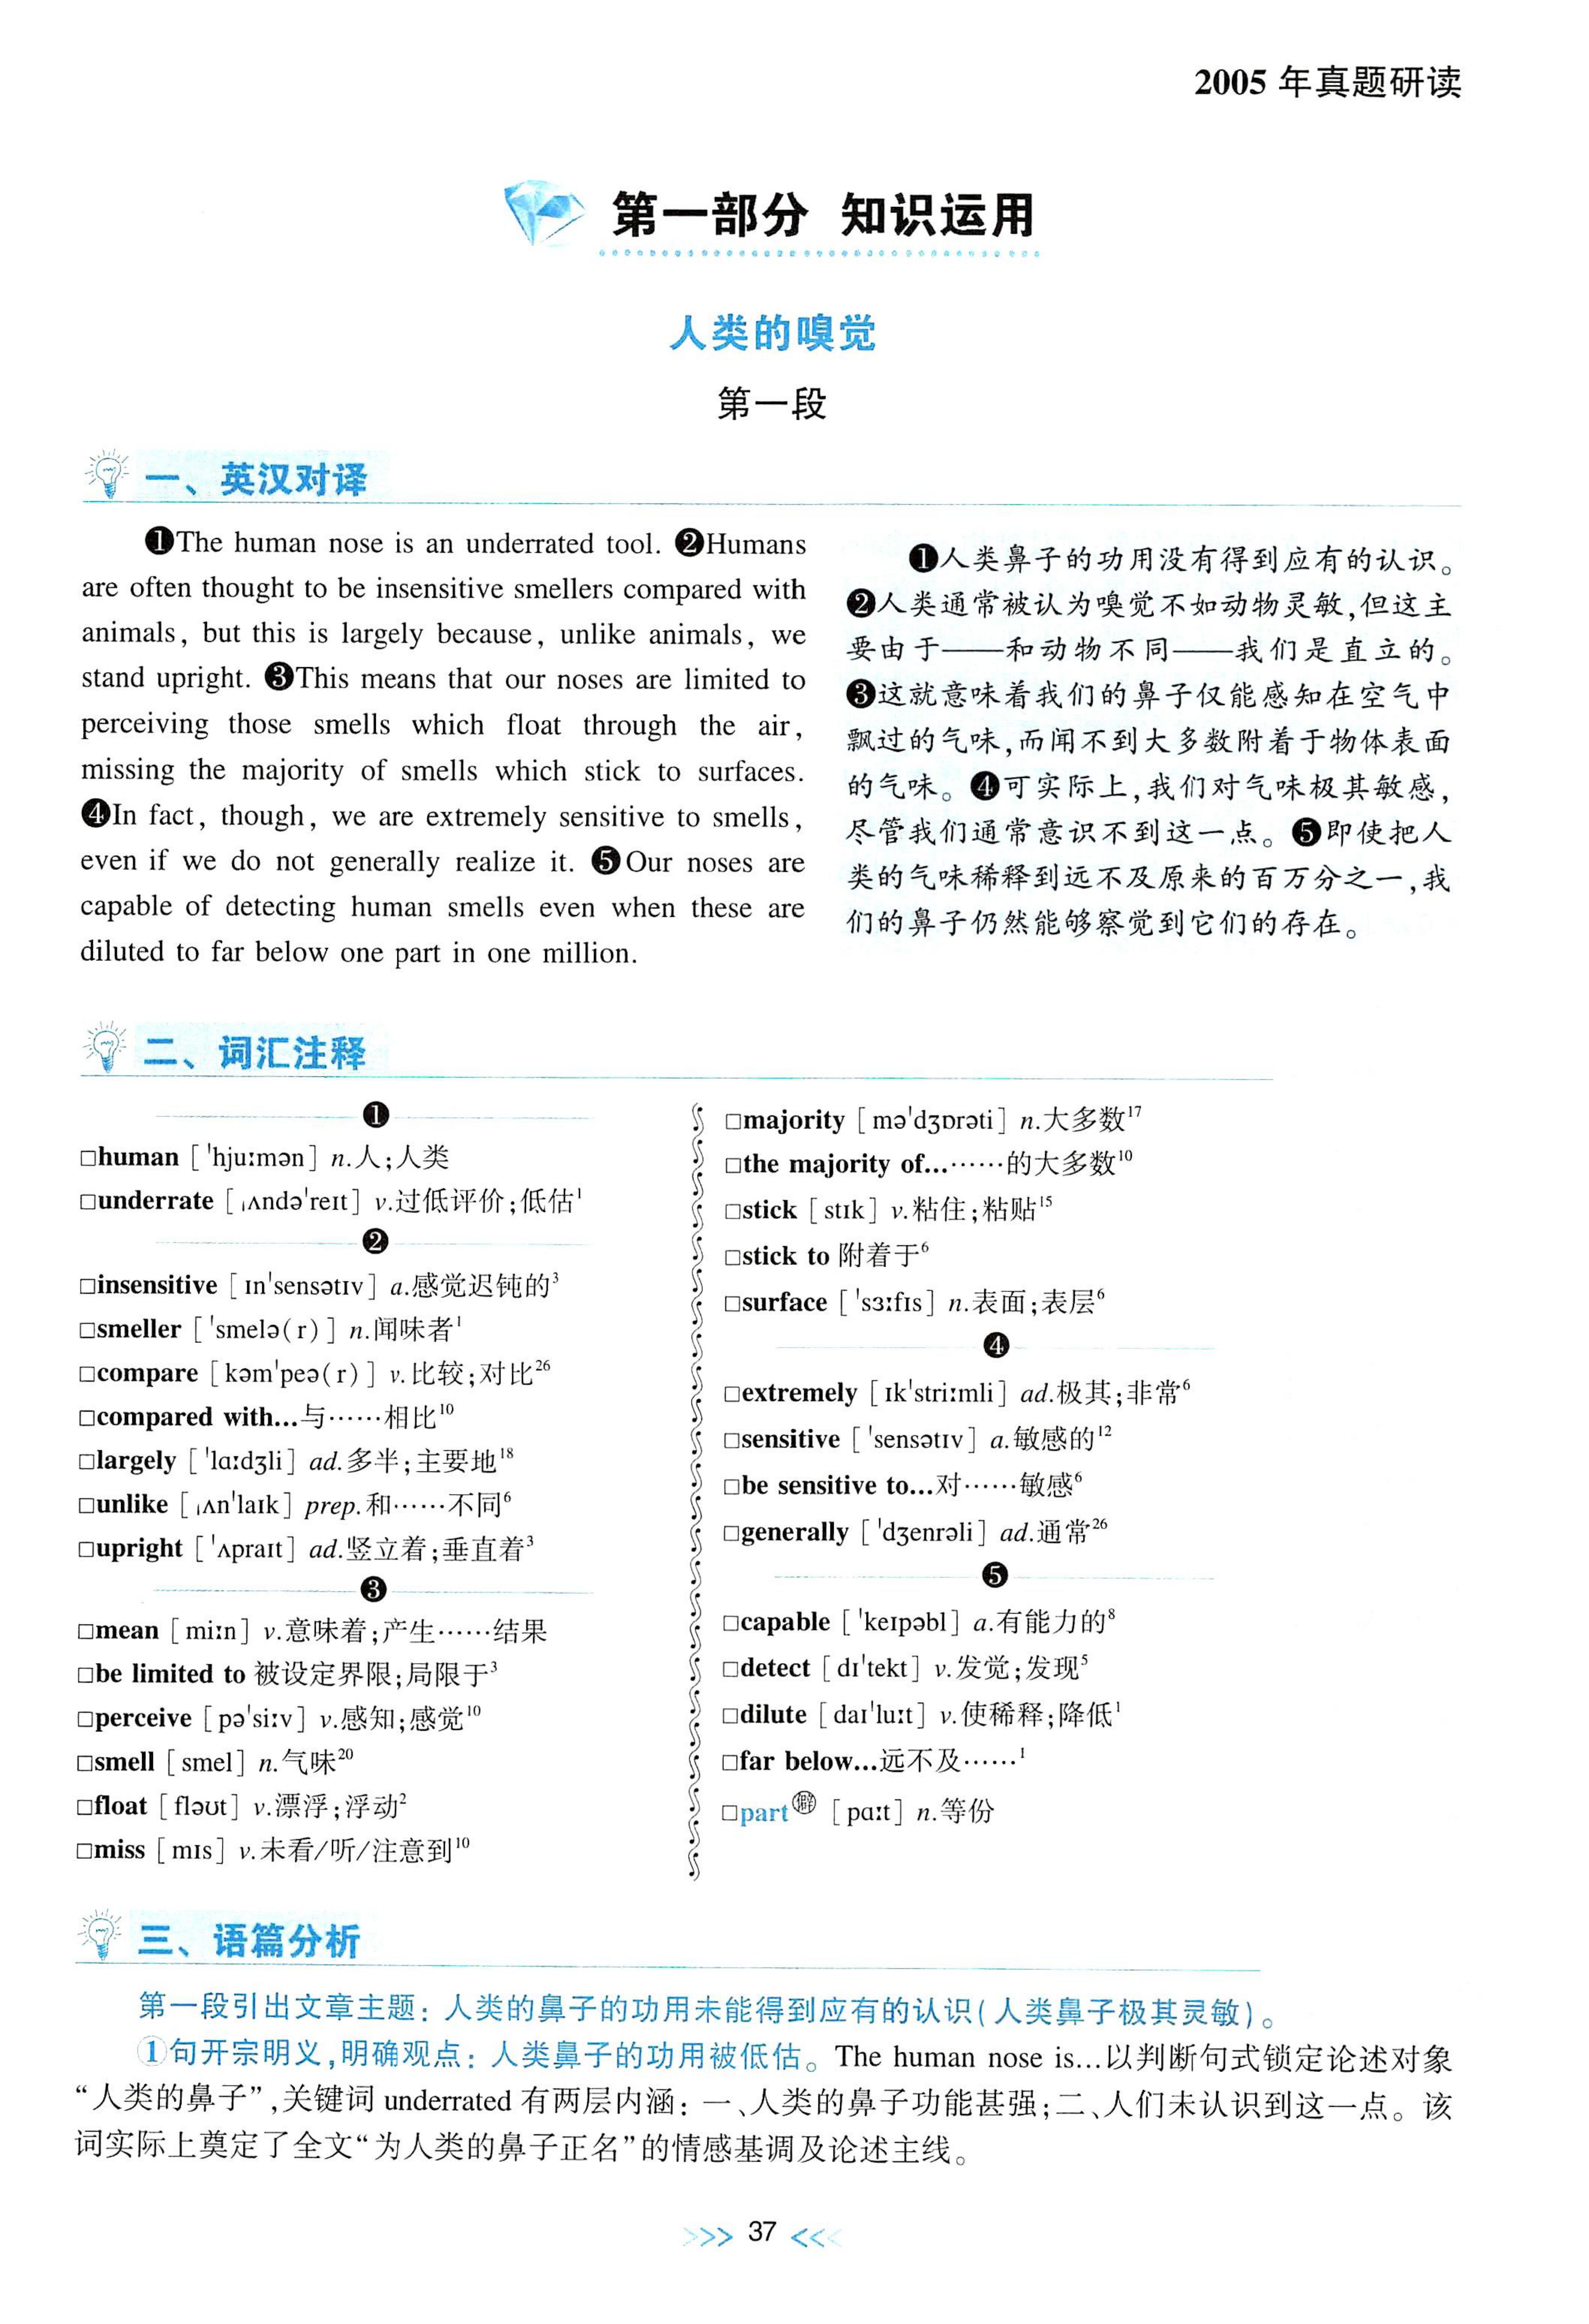 2005 年真题研读
第一部分 知识运用
人类的嗅觉
第一段
一、英汉对译
❶The human nose is an underrated tool. ❷Humans
are often thought to be insensitive smellers compared with
animals, but this is largely because, unlike animals, we
stand upright. ❸This means that our noses are limited to
perceiving those smells which float through the air,
missing the majority of smells which stick to surfaces.
❹In fact, though, we are extremely sensitive to smells,
even if we do not generally realize it. ❺Our noses are
capable of detecting human smells even when these are
diluted to far below one part in one million.
❶人类鼻子的功用没有得到应有的认识。
❷人类通常被认为嗅觉不如动物灵敏,但这主
要由于——和动物不同——我们是直立的。
❸这就意味着我们的鼻子仅能感知在空气中
飘过的气味,而闻不到大多数附着于物体表面
的气味。❹可实际上,我们对气味极其敏感,
尽管我们通常意识不到这一点。❺即使把人
类的气味稀释到远不及原来的百万分之一,我
们的鼻子仍然能够察觉到它们的存在。
二、词汇注释
❶
□human [ˈhjuːmən] n.人;人类
□underrate [ˌʌndəˈreɪt] v.过低评价;低估¹
❷
□insensitive [ɪnˈsensətɪv] a.感觉迟钝的³
□smeller [ˈsmelə(r)] n.闻味者¹
□compare [kəmˈpeə(r)] v.比较;对比²⁶
□compared with...与……相比¹⁰
□largely [ˈlɑːdʒli] ad.多半;主要地¹⁸
□unlike [ˌʌnˈlaɪk] prep.和……不同⁶
□upright [ˈʌpraɪt] ad.竖立着;垂直着³
❸
□mean [miːn] v.意味着;产生……结果
□be limited to 被设定界限;局限于³
□perceive [pəˈsiːv] v.感知;感觉¹⁰
□smell [smel] n.气味²⁰
□float [fləʊt] v.漂浮;浮动²
□miss [mɪs] v.未看/听/注意到¹⁰
□majority [məˈdʒɒrəti] n.大多数¹⁷
□the majority of...……的大多数¹⁰
□stick [stɪk] v.粘住;粘贴¹⁵
□stick to 附着于⁶
□surface [ˈsɜːfɪs] n.表面;表层⁶
❹
□extremely [ɪkˈstriːmli] ad.极其;非常⁶
□sensitive [ˈsensətɪv] a.敏感的¹²
□be sensitive to...对……敏感⁶
□generally [ˈdʒenrəli] ad.通常²⁶
❺
□capable [ˈkeɪpəbl] a.有能力的⁸
□detect [dɪˈtekt] v.发觉;发现⁵
□dilute [daɪˈluːt] v.使稀释;降低¹
□far below...远不及……¹
□part僻 [pɑːt] n.等份
三、语篇分析
第一段引出文章主题：人类的鼻子的功用未能得到应有的认识(人类鼻子极其灵敏)。
①句开宗明义,明确观点：人类鼻子的功用被低估。The human nose is...以判断句式锁定论述对象
“人类的鼻子”,关键词 underrated 有两层内涵：一、人类的鼻子功能甚强;二、人们未认识到这一点。该
词实际上奠定了全文“为人类的鼻子正名”的情感基调及论述主线。
>>> 37 <<<